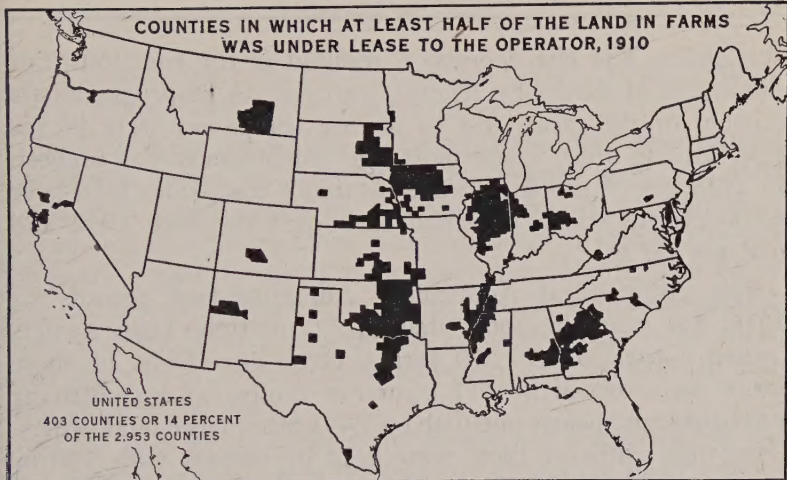 COUNTIES IN WHICH AT LEAST HALF OF THE LAND IN FARMS
WAS UNDER LEASE TO THE OPERATOR, 1910
UNITED STATES
403 COUNTIES OR 14 PERCENT
OF THE 2,953 COUNTIES